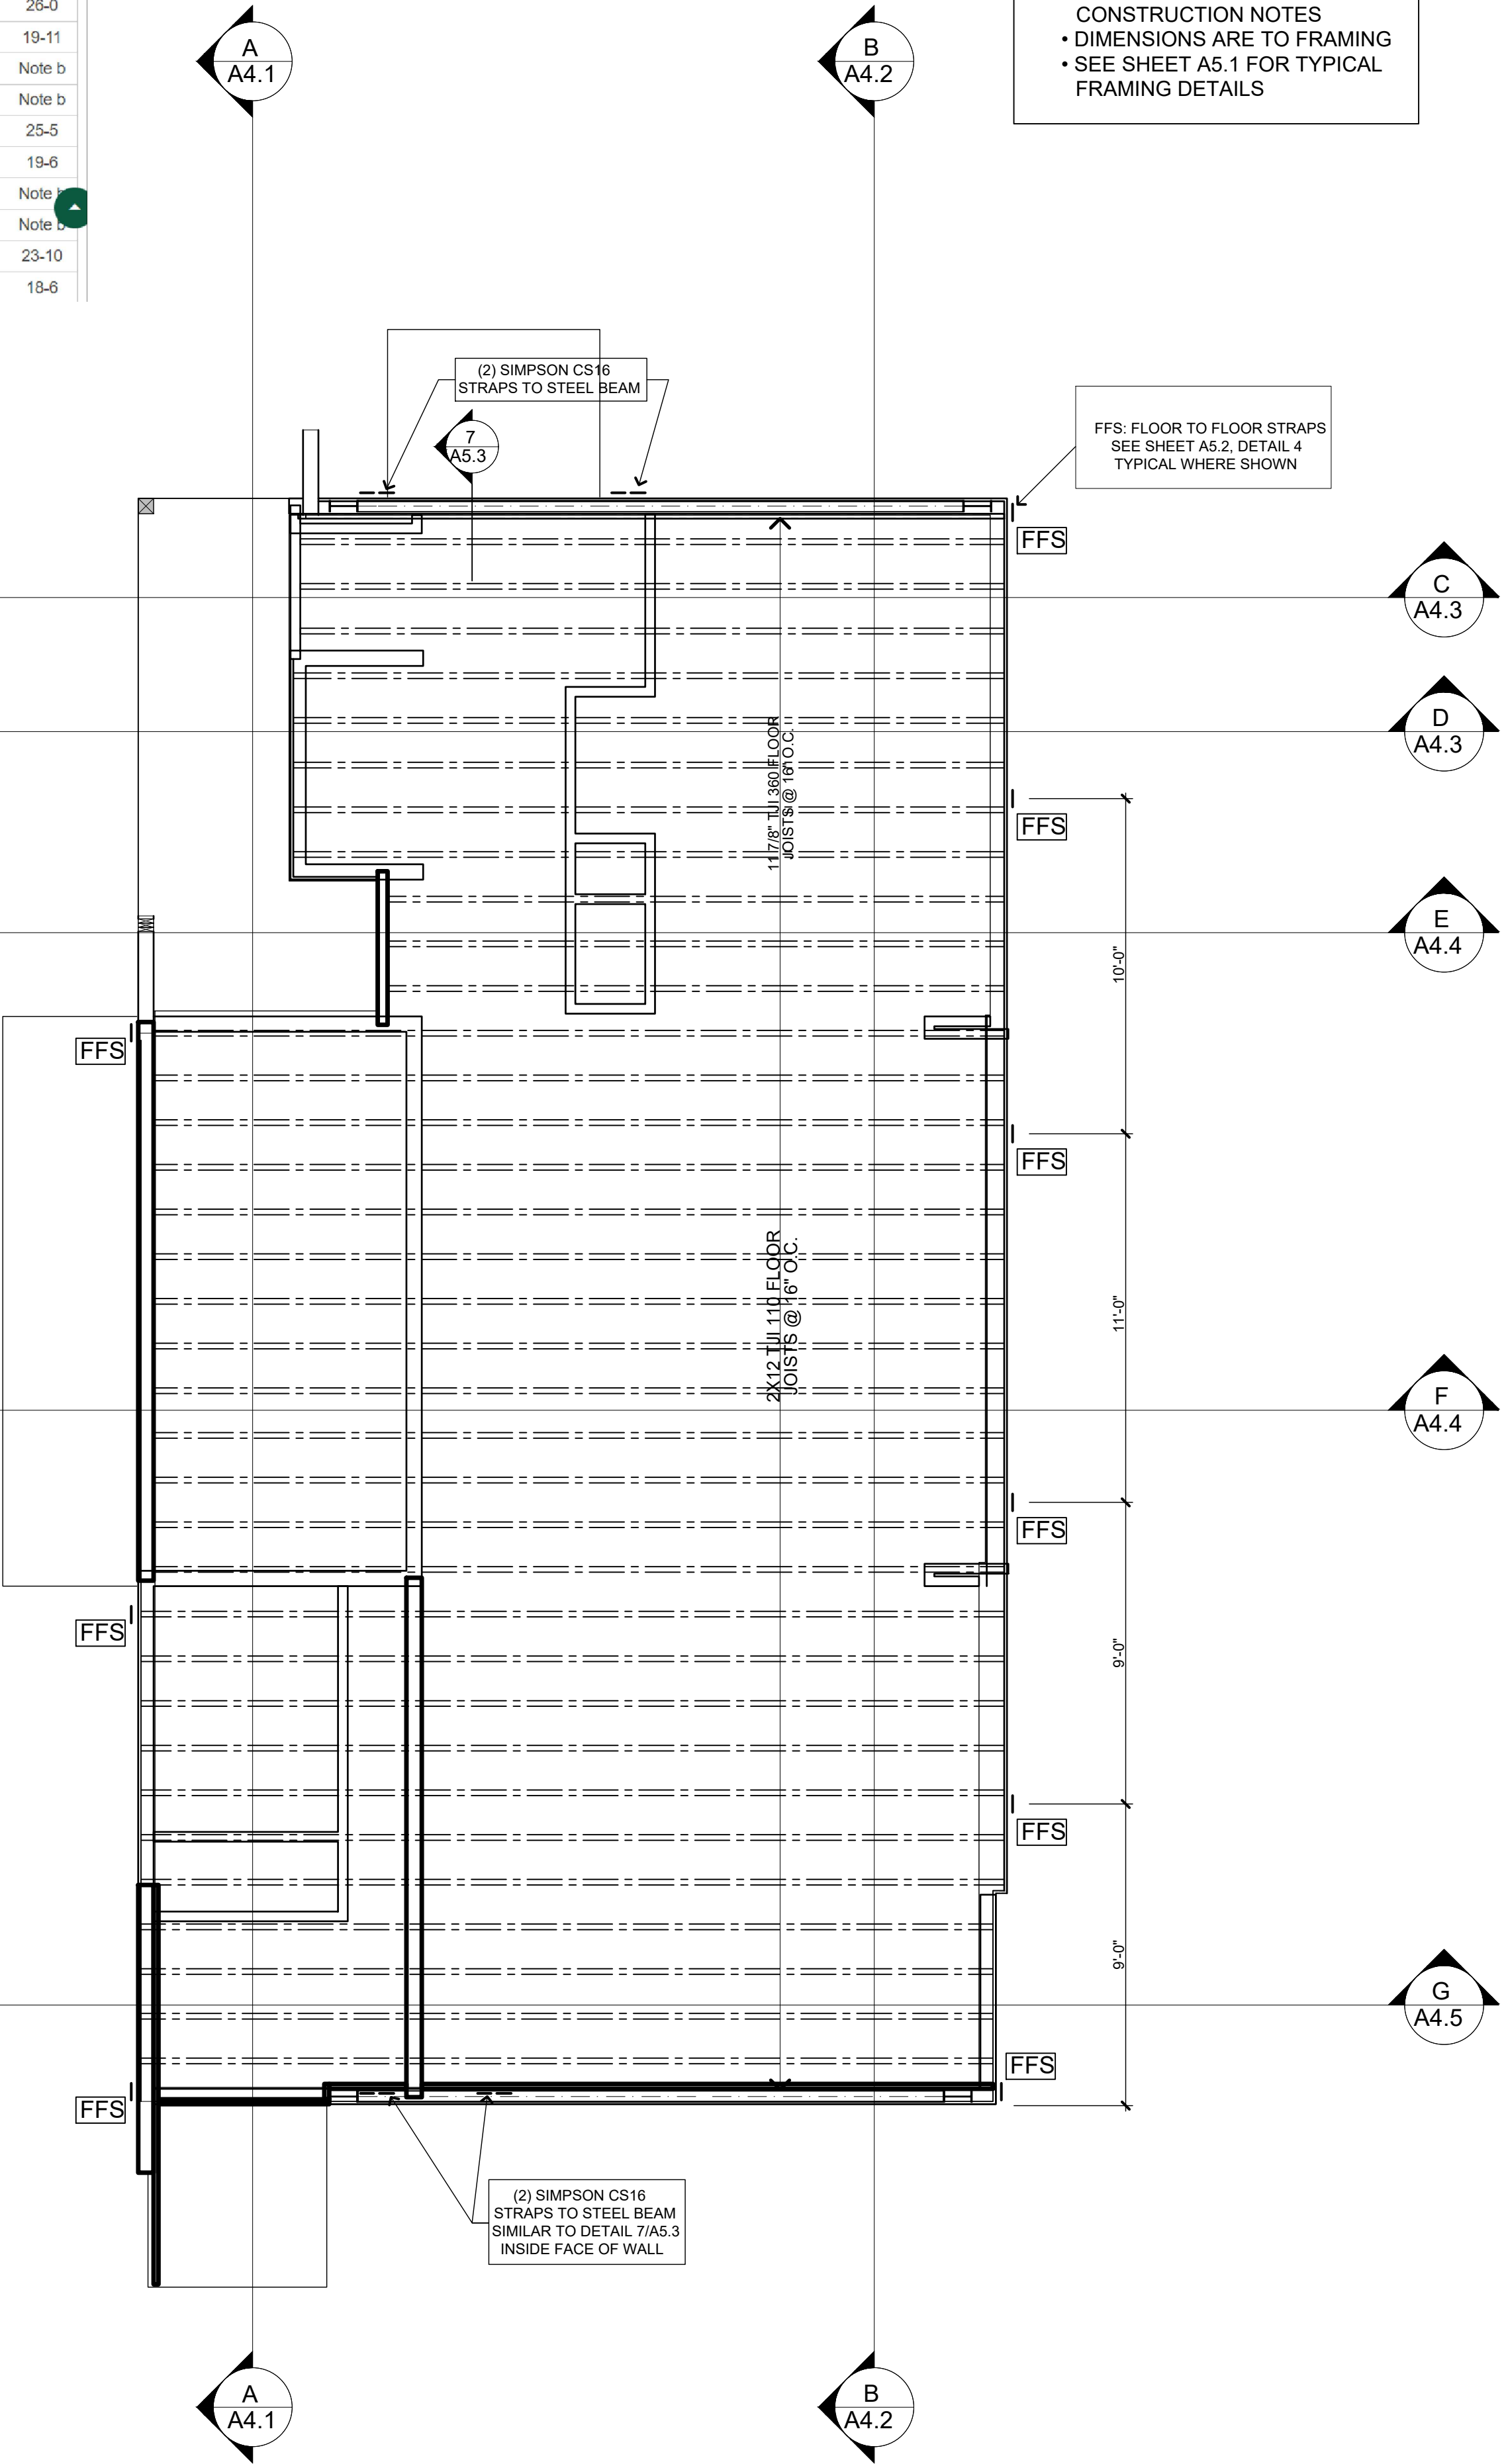 26-0
19-11
Note b
Note b
25-5
19-6
Note
Note b
23-10
18-6
A
A4.1
B
A4.2
CONSTRUCTION NOTES
• DIMENSIONS ARE TO FRAMING
• SEE SHEET A5.1 FOR TYPICAL
FRAMING DETAILS
(2) SIMPSON CS16
STRAPS TO STEEL BEAM
7
A5.3
FFS: FLOOR TO FLOOR STRAPS
SEE SHEET A5.2, DETAIL 4
TYPICAL WHERE SHOWN
FFS
C
A4.3
D
A4.3
11 7/8" TJI 360 FLOOR
JOISTS @ 16" O.C.
FFS
E
A4.4
10'-0"
FFS
FFS
2X12 TJI 110 FLOOR
JOISTS @ 16" O.C.
11'-0"
F
A4.4
FFS
FFS
9'-0"
FFS
9'-0"
G
A4.5
FFS
FFS
(2) SIMPSON CS16
STRAPS TO STEEL BEAM
SIMILAR TO DETAIL 7/A5.3
INSIDE FACE OF WALL
A
A4.1
B
A4.2